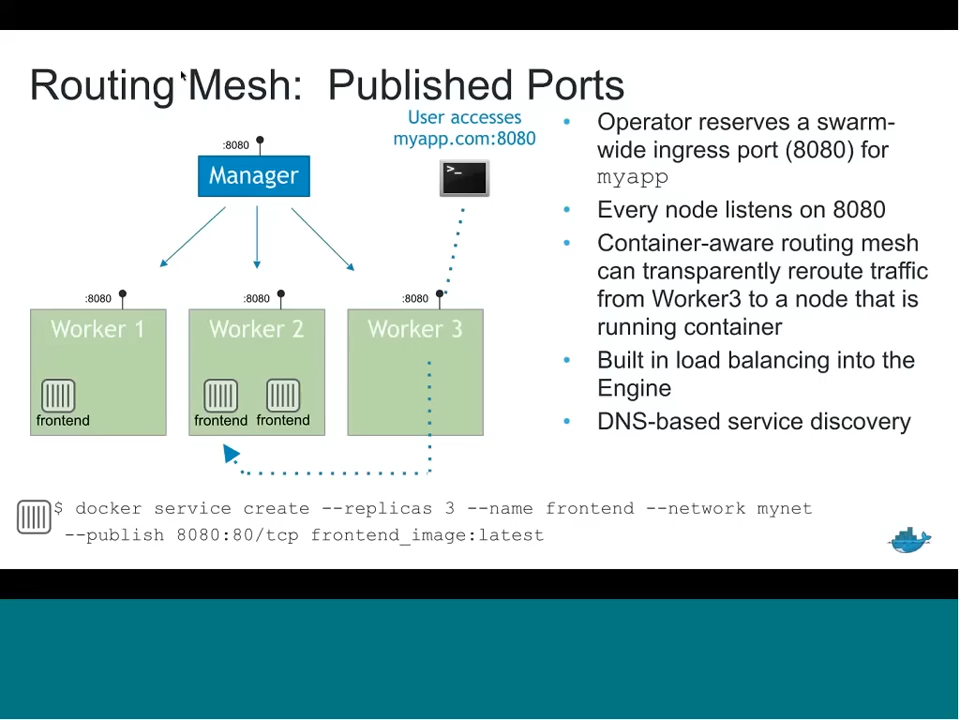 Routing Mesh:  Published Ports
User accesses
myapp.com:8080
:8080
Manager
>_
:8080
Worker 1
frontend
:8080
Worker 2
frontend
frontend
:8080
Worker 3
• Operator reserves a swarm-
wide ingress port (8080) for
myapp
• Every node listens on 8080
• Container-aware routing mesh
can transparently reroute traffic
from Worker3 to a node that is
running container
• Built in load balancing into the
Engine
• DNS-based service discovery
$ docker service create --replicas 3 --name frontend --network mynet
--publish 8080:80/tcp frontend_image:latest